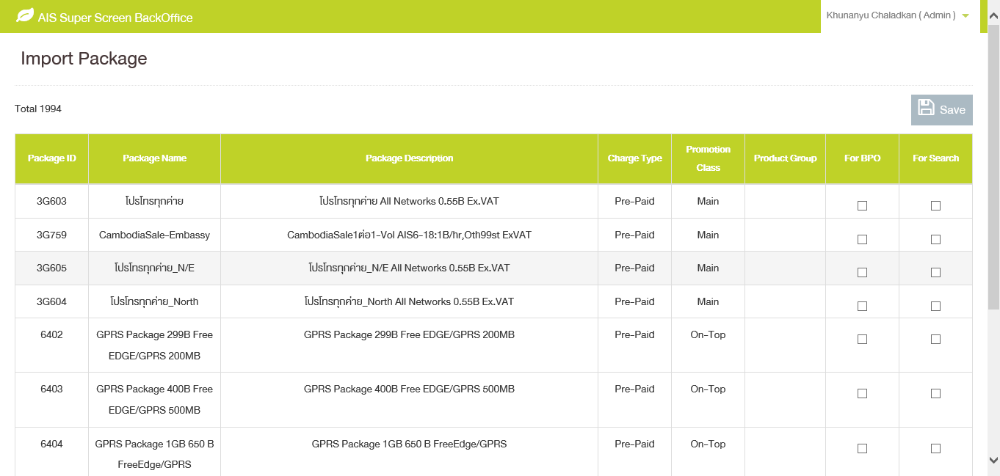 AIS Super Screen BackOffice
Khunanyu Chaladkan ( Admin )
Import Package
Total 1994
Save
Package ID Package Name Package Description Charge Type Promotion Class Product Group For BPO For Search
3G603 โปรโทรทุกค่าย โปรโทรทุกค่าย All Networks 0.55B Ex.VAT Pre-Paid Main
3G759 CambodiaSale-Embassy CambodiaSale1ต่อ1-Vol AIS6-18:1B/hr,Oth99st ExVAT Pre-Paid Main
3G605 โปรโทรทุกค่าย_N/E โปรโทรทุกค่าย_N/E All Networks 0.55B Ex.VAT Pre-Paid Main
3G604 โปรโทรทุกค่าย_North โปรโทรทุกค่าย_North All Networks 0.55B Ex.VAT Pre-Paid Main
6402 GPRS Package 299B Free GPRS Package 299B Free EDGE/GPRS 200MB Pre-Paid On-Top
EDGE/GPRS 200MB
6403 GPRS Package 400B Free GPRS Package 400B Free EDGE/GPRS 500MB Pre-Paid On-Top
EDGE/GPRS 500MB
6404 GPRS Package 1GB 650 B GPRS Package 1GB 650 B FreeEdge/GPRS Pre-Paid On-Top
FreeEdge/GPRS